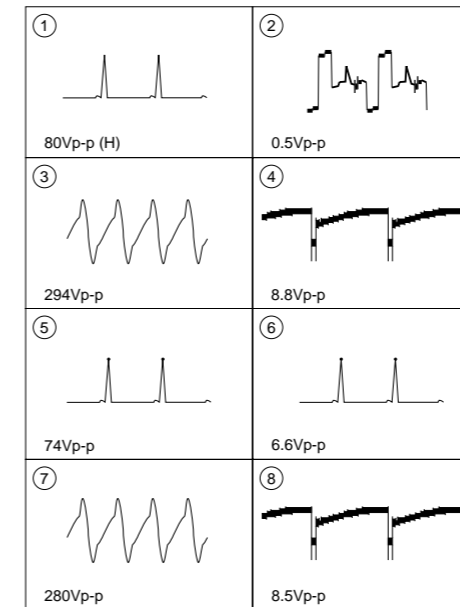 ① ②
80Vp-p (H) 0.5Vp-p
③ ④
294Vp-p 8.8Vp-p
⑤ ⑥
74Vp-p 6.6Vp-p
⑦ ⑧
280Vp-p 8.5Vp-p